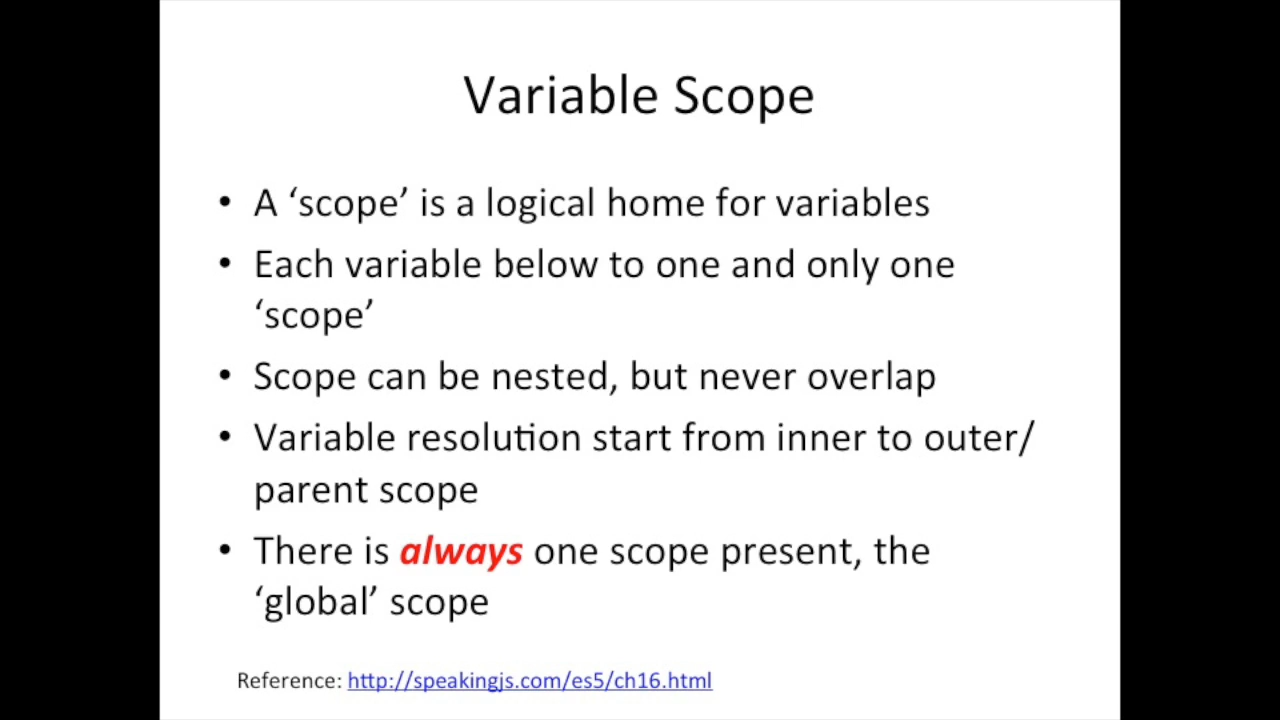 Variable Scope
• A ‘scope’ is a logical home for variables
• Each variable below to one and only one
‘scope’
• Scope can be nested, but never overlap
• Variable resolution start from inner to outer/
parent scope
• There is always one scope present, the
‘global’ scope
Reference: http://speakingjs.com/es5/ch16.html